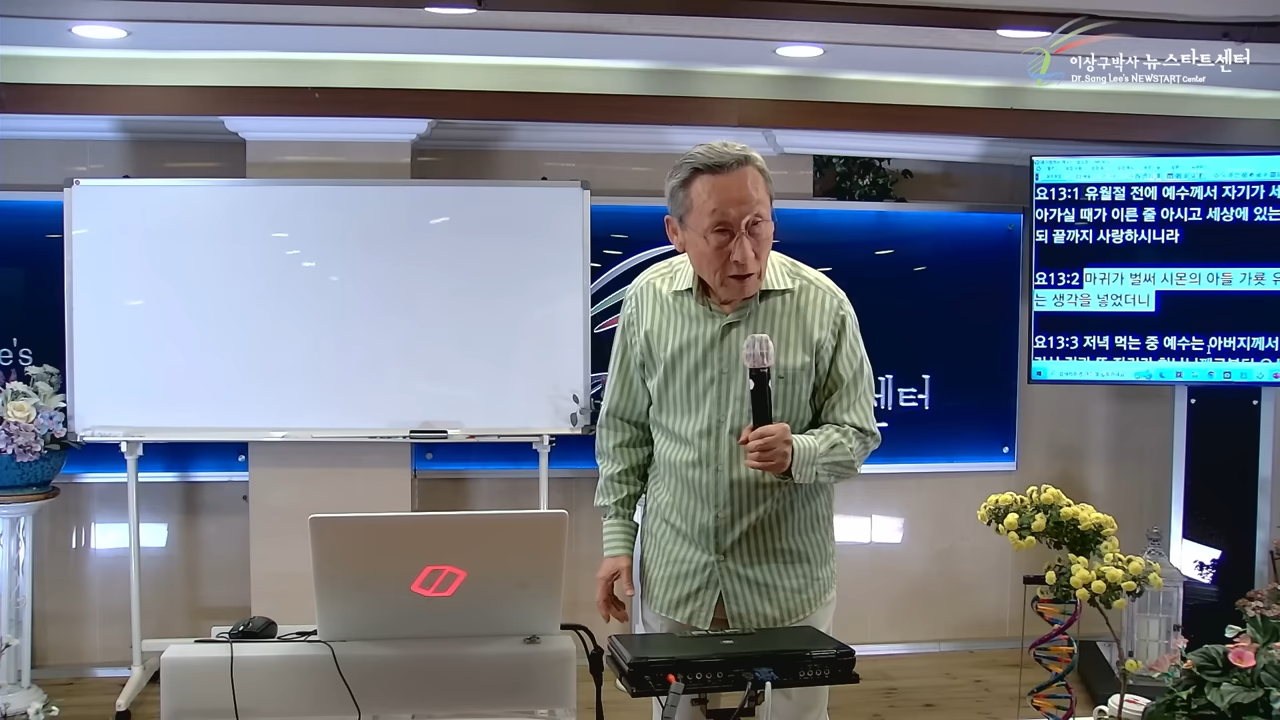 이상구박사 뉴스타트센터
Dr. Sang Lee's NEWSTART Center
요13:1 유월절 전에 예수께서 자기가 세
아가실 때가 이른 줄 아시고 세상에 있는
되 끝까지 사랑하시니라
요13:2 마귀가 벌써 시몬의 아들 가룟 유
는 생각을 넣었더니
요13:3 저녁 먹는 중 예수는 아버지께서
e's
센터